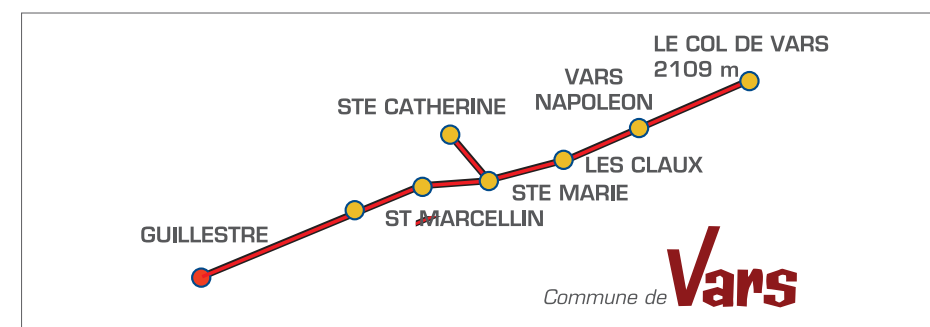 LE COL DE VARS
2109 m
VARS
NAPOLEON
STE CATHERINE
LES CLAUX
STE MARIE
ST MARCELLIN
GUILLESTRE
Commune de Vars